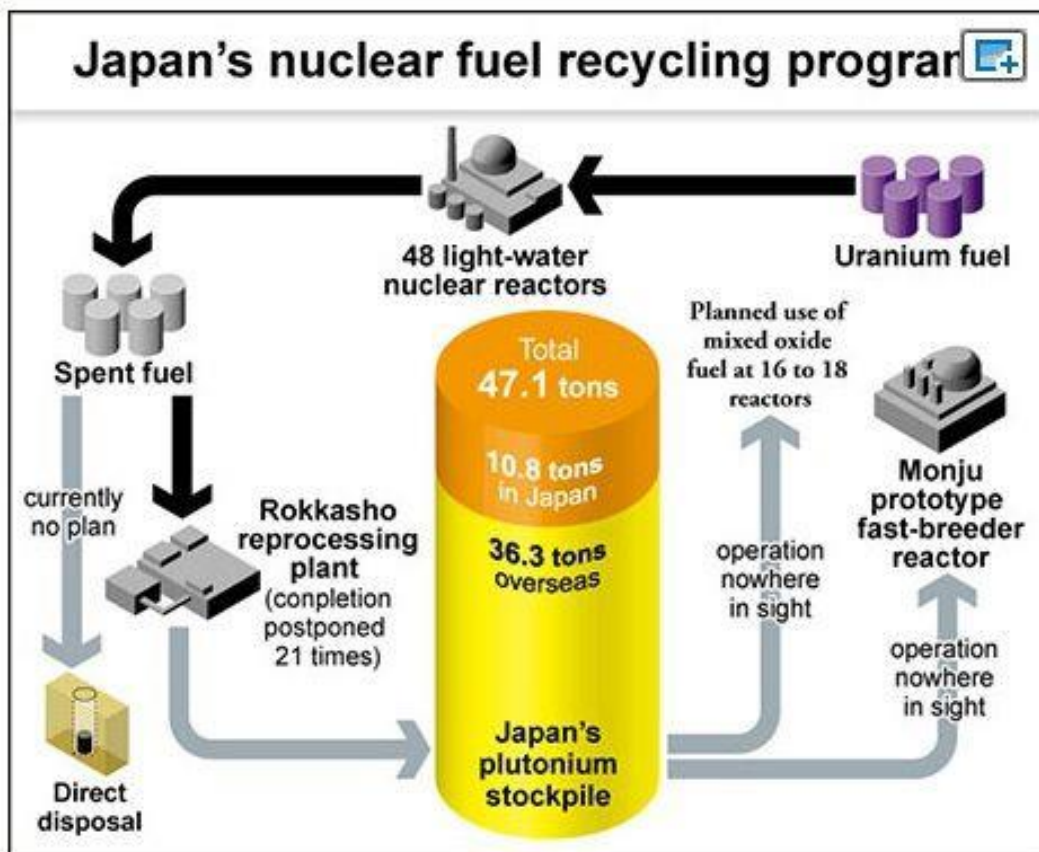 Japan's nuclear fuel recycling progra
48 light-water
nuclear reactors
Uranium fuel
Spent fuel
currently
no plan
Direct
disposal
Rokkasho
reprocessing
plant
(conpletion
postponed
21 times)
Total
47.1 tons
10.8 tons
in Japan
36.3 tons
overseas
Japan's
plutonium
stockpile
Planned use of
mixed oxide
fuel at 16 to 18
reactors
operation
nowhere
in sight
Monju
prototype
fast-breeder
reactor
operation
nowhere
in sight